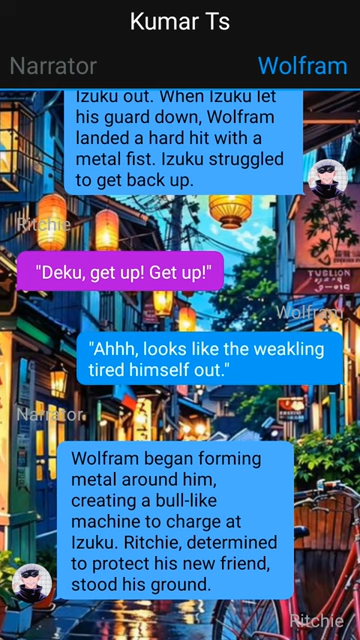 Kumar Ts
Narrator
Wolfram
Izuku out. When Izuku let
his guard down, Wolfram
landed a hard hit with a
metal fist. Izuku struggled
to get back up.
Ritchie
"Deku, get up! Get up!"
Wolfram
"Ahhh, looks like the weakling
tired himself out."
Narrator
Wolfram began forming
metal around him,
creating a bull-like
machine to charge at
Izuku. Ritchie, determined
to protect his new friend,
stood his ground.
Ritchie